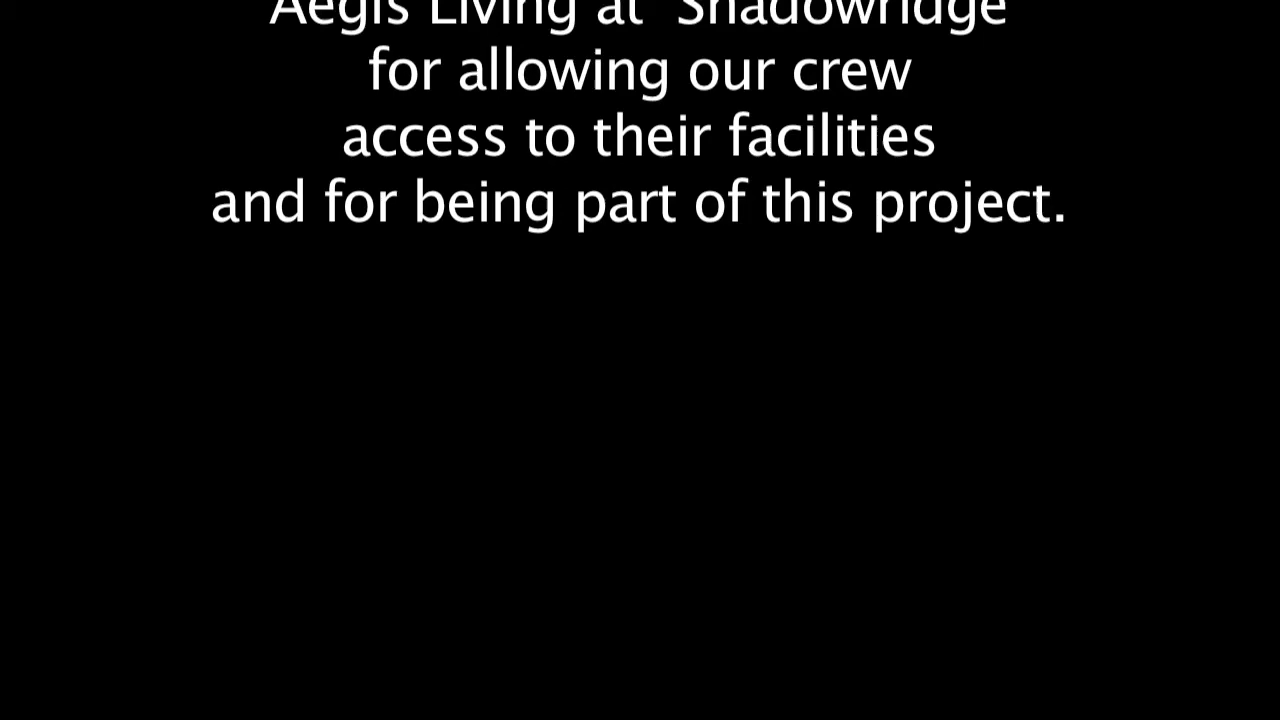 Aegis Living at Shadowridge
for allowing our crew
access to their facilities
and for being part of this project.